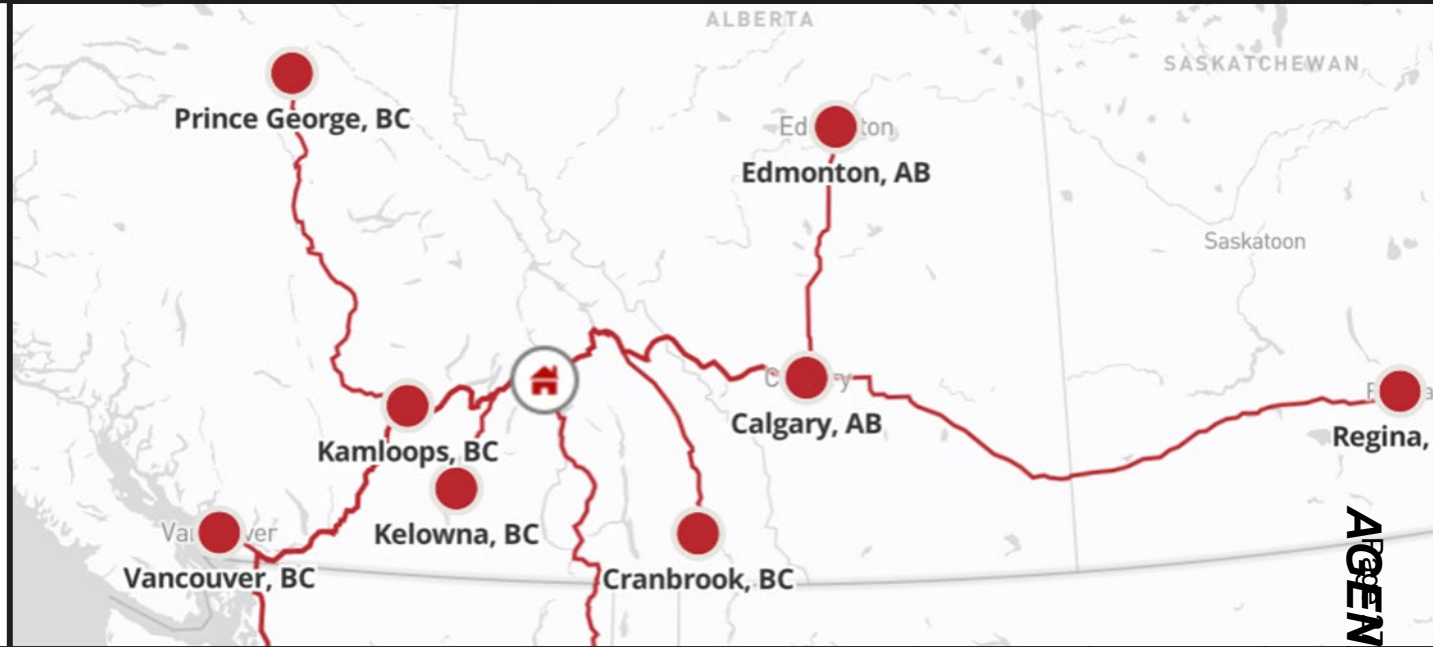 ALBERTA
SASKATCHEWAN
Prince George, BC
Edmonton, AB
Saskatoon
Calgary, AB
Regina,
Kamloops, BC
Kelowna, BC
Vancouver, BC
Cranbrook, BC
AGEN